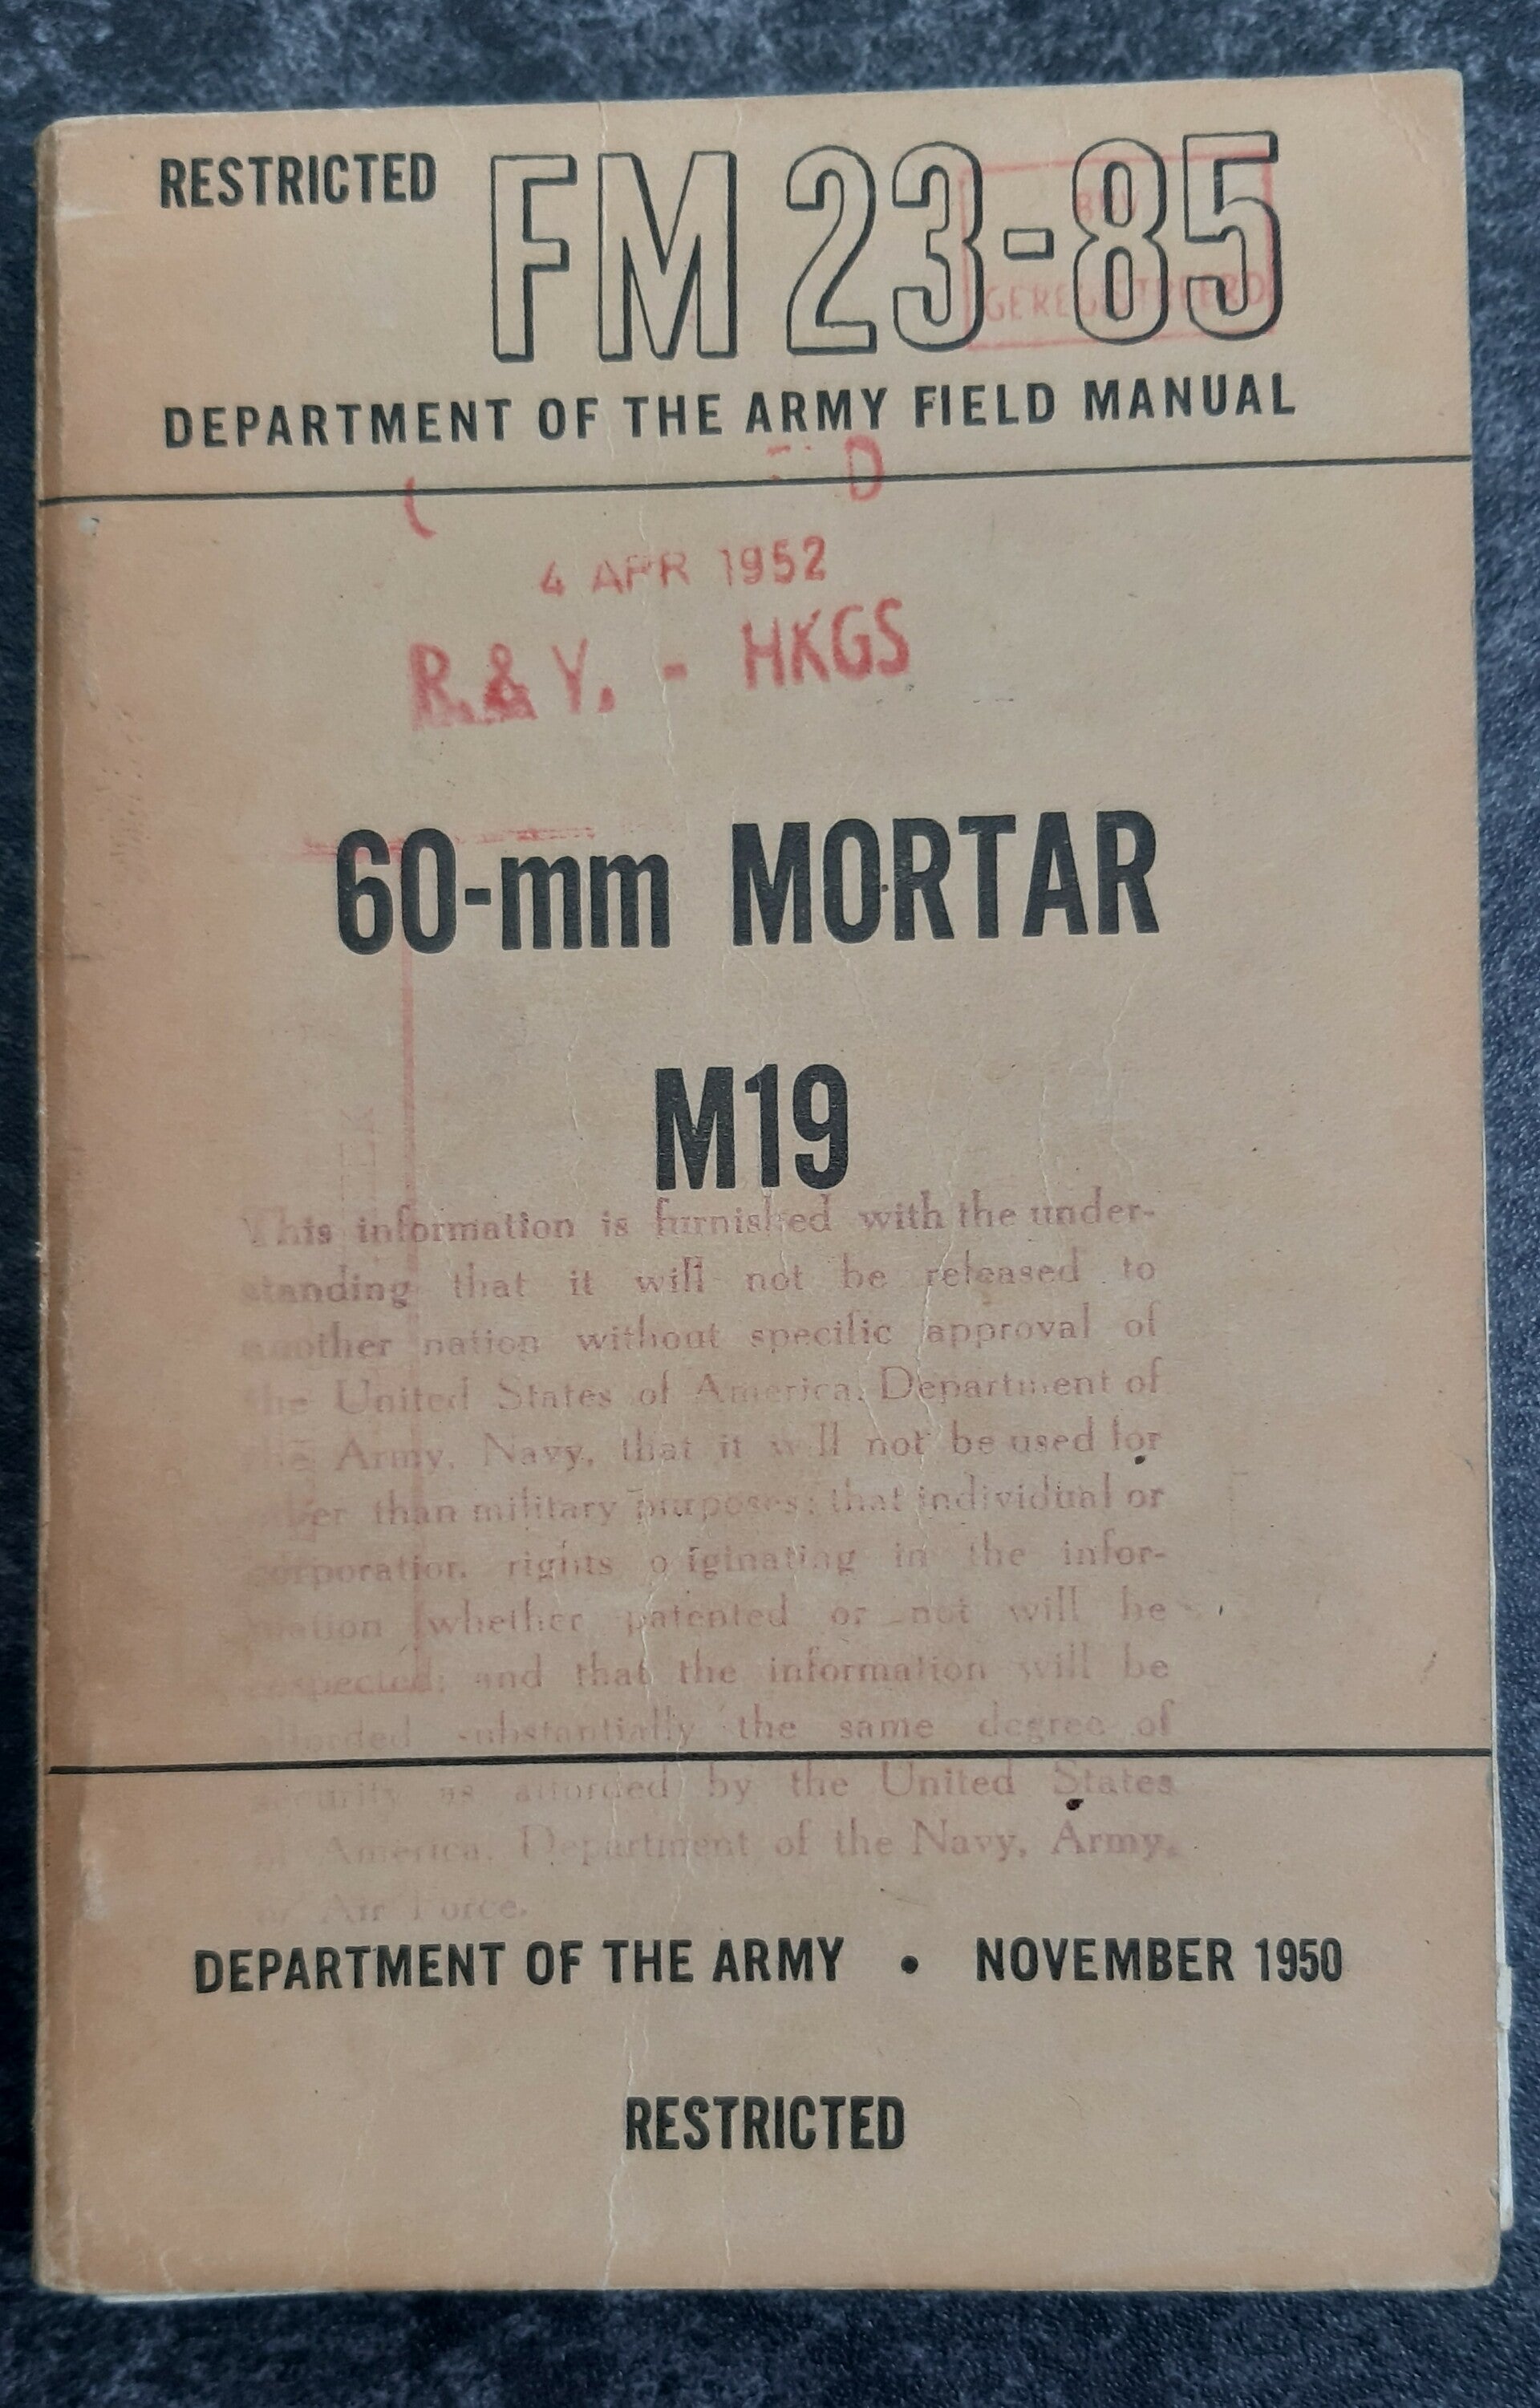 RESTRICTED FM 23-85
GEREGISTREERD
DEPARTMENT OF THE ARMY FIELD MANUAL
4 APR 1952
R. & V. - HKGS
60-mm MORTAR
M19
This information is furnished with the under-
standing that it will not be released to
another nation without specific approval of
the United States of America, Department of
the Army, Navy, that it will not be used for
other than military purposes; that individual or
corporation rights originating in the infor-
mation whether patented or not will be
respected; and that the information will be
afforded substantially the same degree of
security as afforded by the United States
of America, Department of the Navy, Army,
or Air Force.
DEPARTMENT OF THE ARMY • NOVEMBER 1950
RESTRICTED